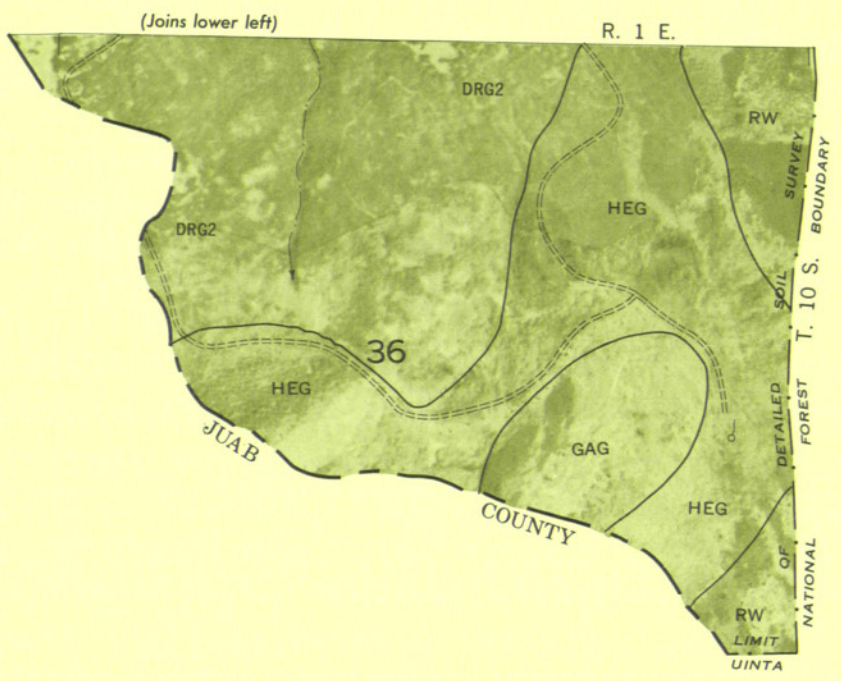 (Joins lower left)
R. 1 E.
DRG2
RW
HEG
DRG2
SURVEY
BOUNDARY
SOIL
T. 10 S.
36
HEG
DETAILED
FOREST
GAG
JUAB
COUNTY
HEG
OF
NATIONAL
RW
LIMIT
UINTA